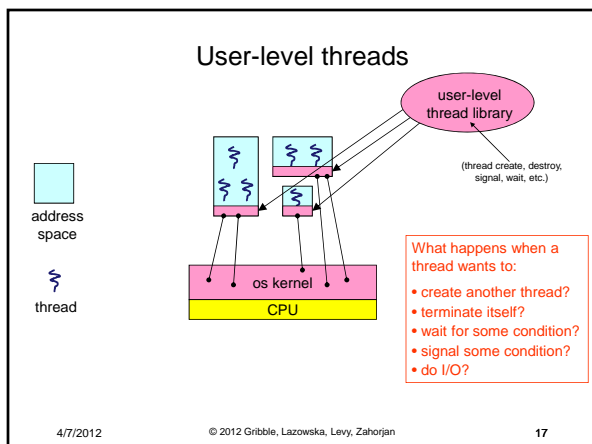 User-level threads
user-level
thread library
(thread create, destroy,
signal, wait, etc.)
address
space
thread
os kernel
CPU
What happens when a
thread wants to:
• create another thread?
• terminate itself?
• wait for some condition?
• signal some condition?
• do I/O?
4/7/2012
© 2012 Gribble, Lazowska, Levy, Zahorjan
17